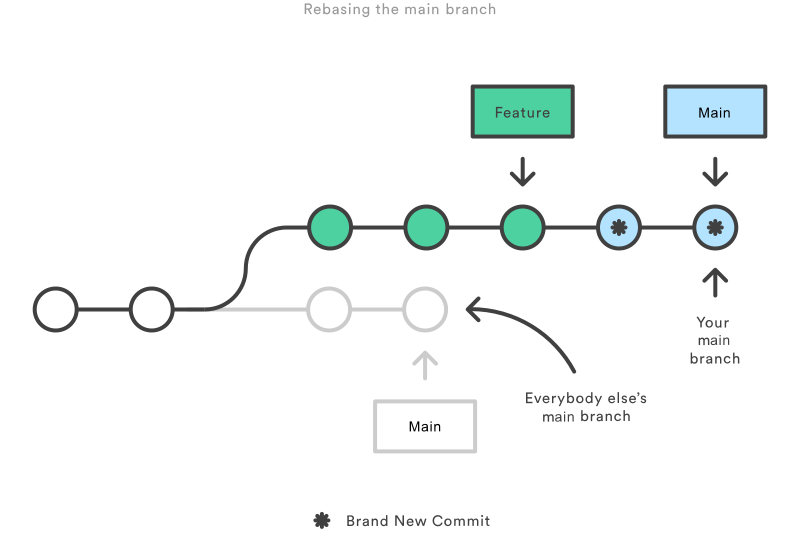 Rebasing the main branch
Feature
Main
Your
main
branch
Everybody else's
main branch
Main
Brand New Commit